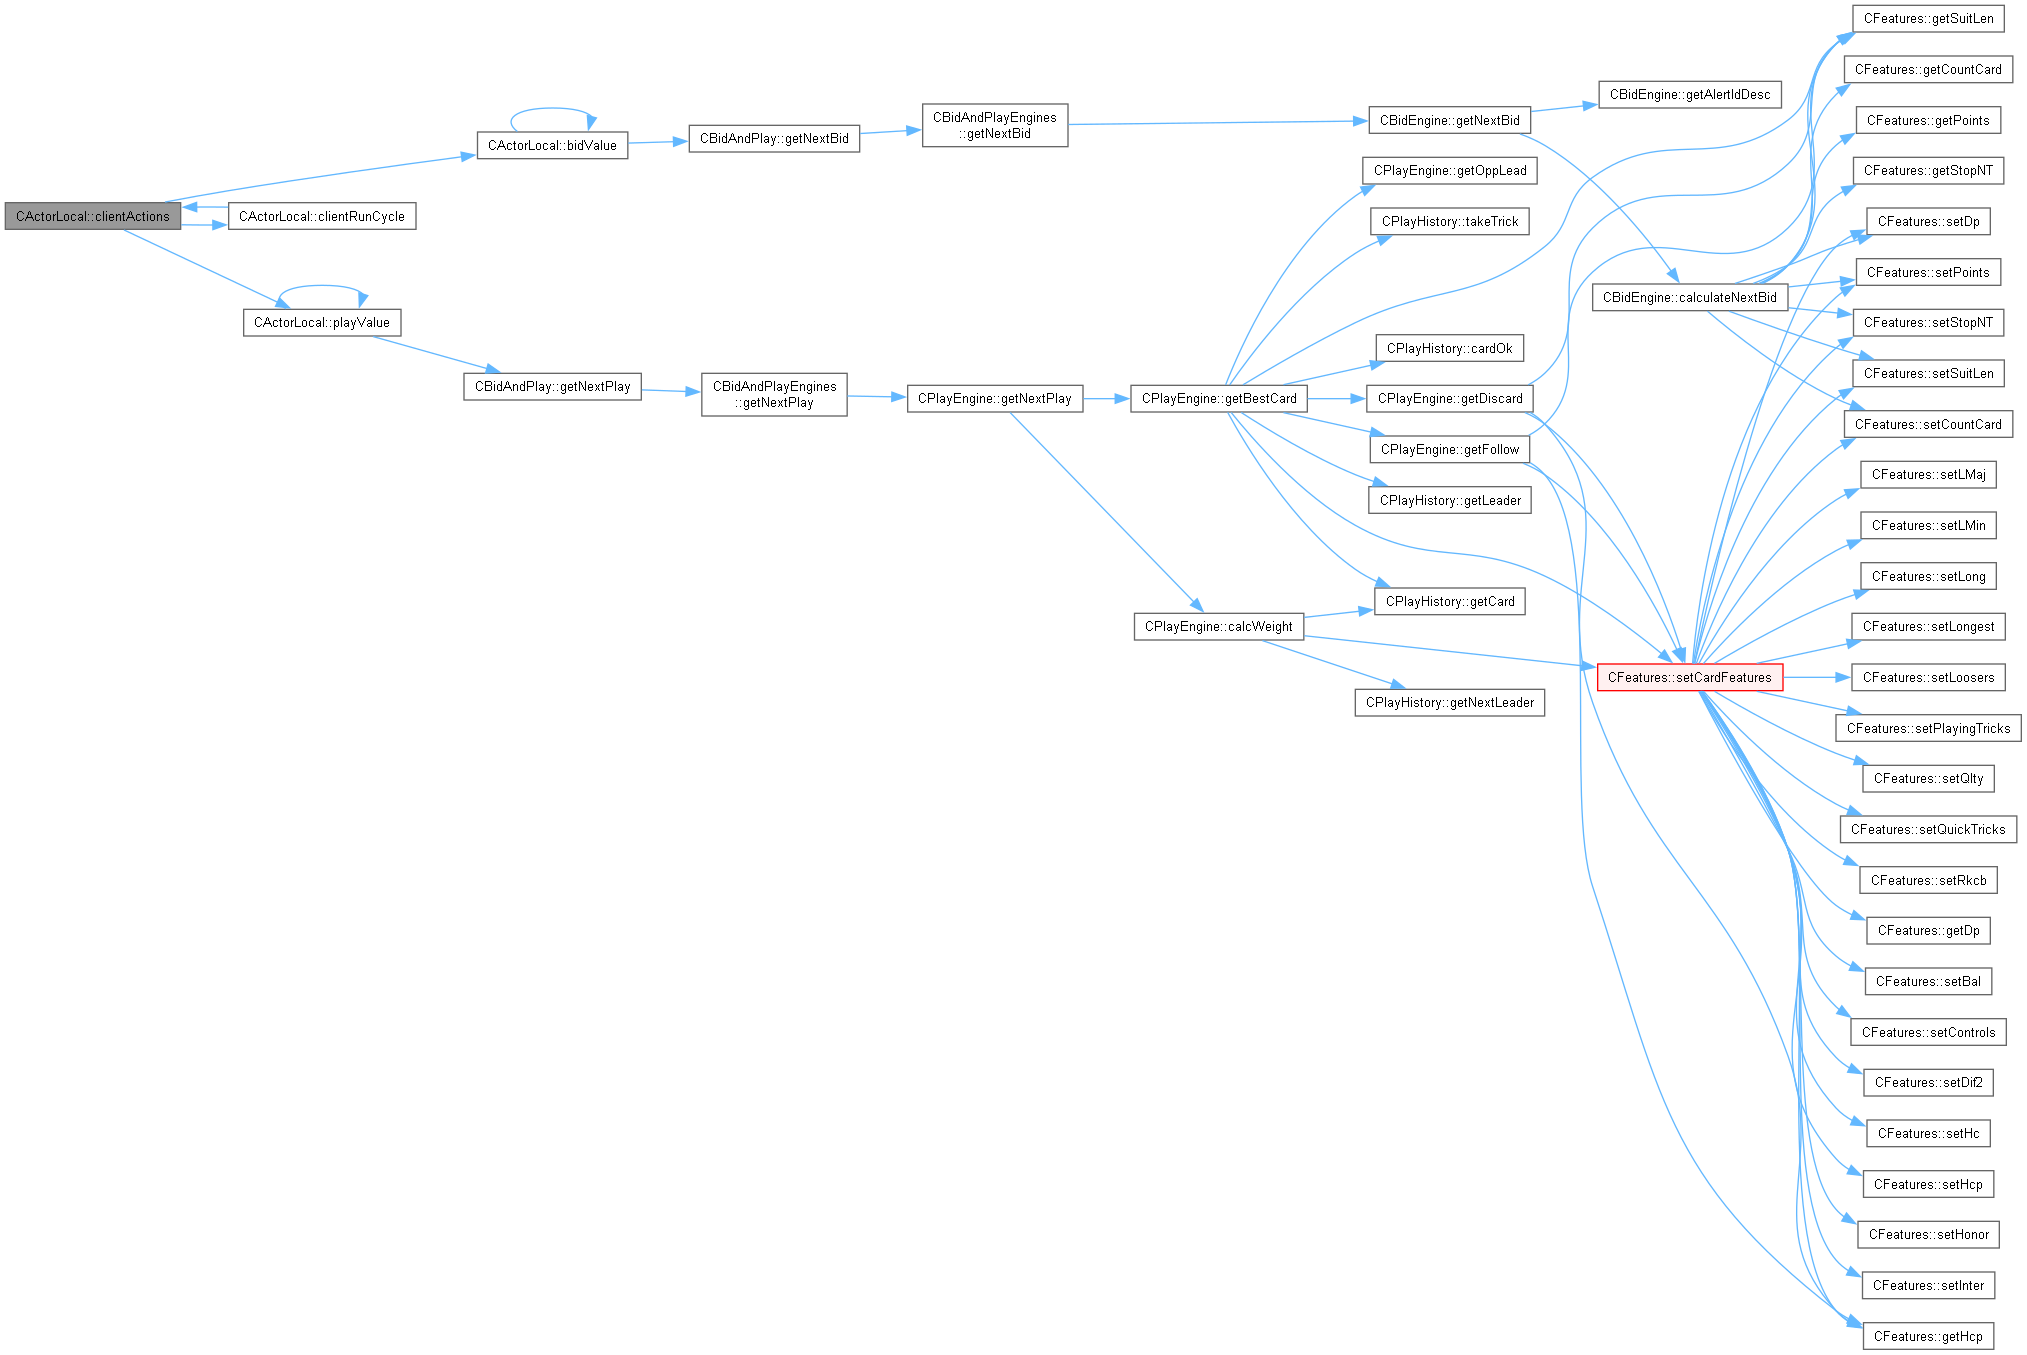 CActorLocal::clientActions
CActorLocal::clientRunCycle
CActorLocal::playValue
CActorLocal::bidValue
CBidAndPlay::getNextPlay
CBidAndPlay::getNextBid
CBidAndPlayEngines
::getNextPlay
CBidAndPlayEngines
::getNextBid
CPlayEngine::getNextPlay
CPlayEngine::getBestCard
CPlayEngine::calcWeight
CBidEngine::getNextBid
CPlayEngine::getOppLead
CPlayHistory::takeTrick
CPlayHistory::cardOk
CPlayEngine::getDiscard
CPlayEngine::getFollow
CPlayHistory::getLeader
CPlayHistory::getCard
CPlayHistory::getNextLeader
CBidEngine::getAlertIdDesc
CBidEngine::calculateNextBid
CFeatures::setCardFeatures
CFeatures::getSuitLen
CFeatures::getCountCard
CFeatures::getPoints
CFeatures::getStopNT
CFeatures::setDp
CFeatures::setPoints
CFeatures::setStopNT
CFeatures::setSuitLen
CFeatures::setCountCard
CFeatures::setLMaj
CFeatures::setLMin
CFeatures::setLong
CFeatures::setLongest
CFeatures::setLoosers
CFeatures::setPlayingTricks
CFeatures::setQlty
CFeatures::setQuickTricks
CFeatures::setRkcb
CFeatures::getDp
CFeatures::setBal
CFeatures::setControls
CFeatures::setDif2
CFeatures::setHc
CFeatures::setHcp
CFeatures::setHonor
CFeatures::setInter
CFeatures::getHcp